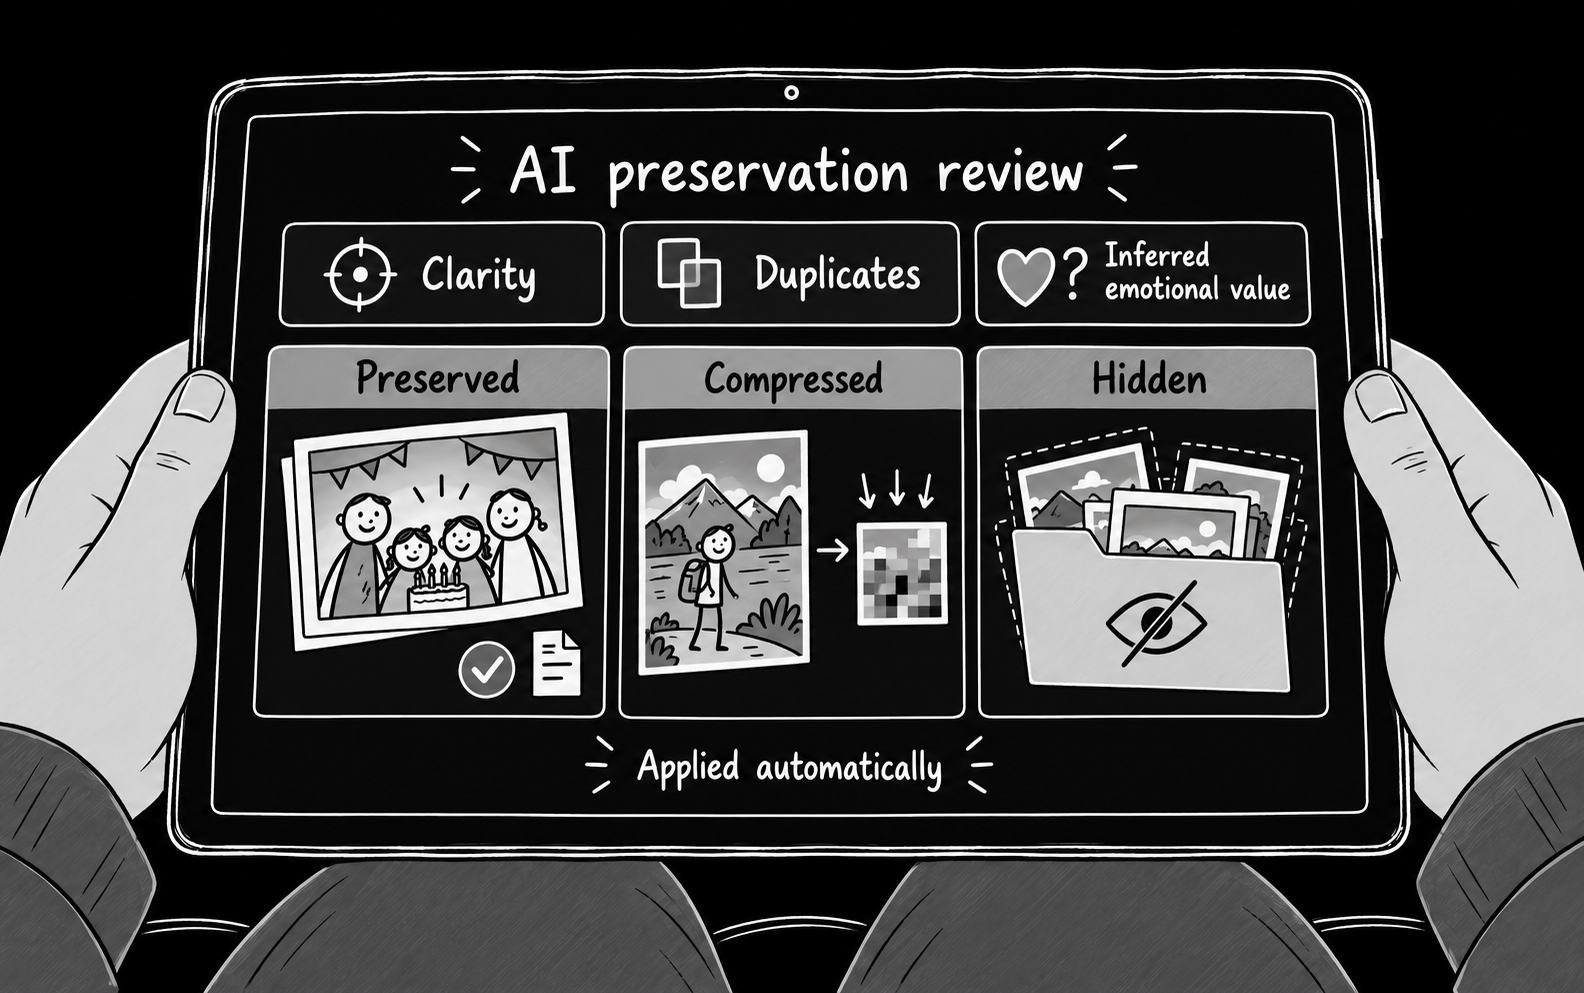 AI preservation review
Clarity
Duplicates
?
Inferred
emotional value
Preserved
Compressed
Hidden
Applied automatically